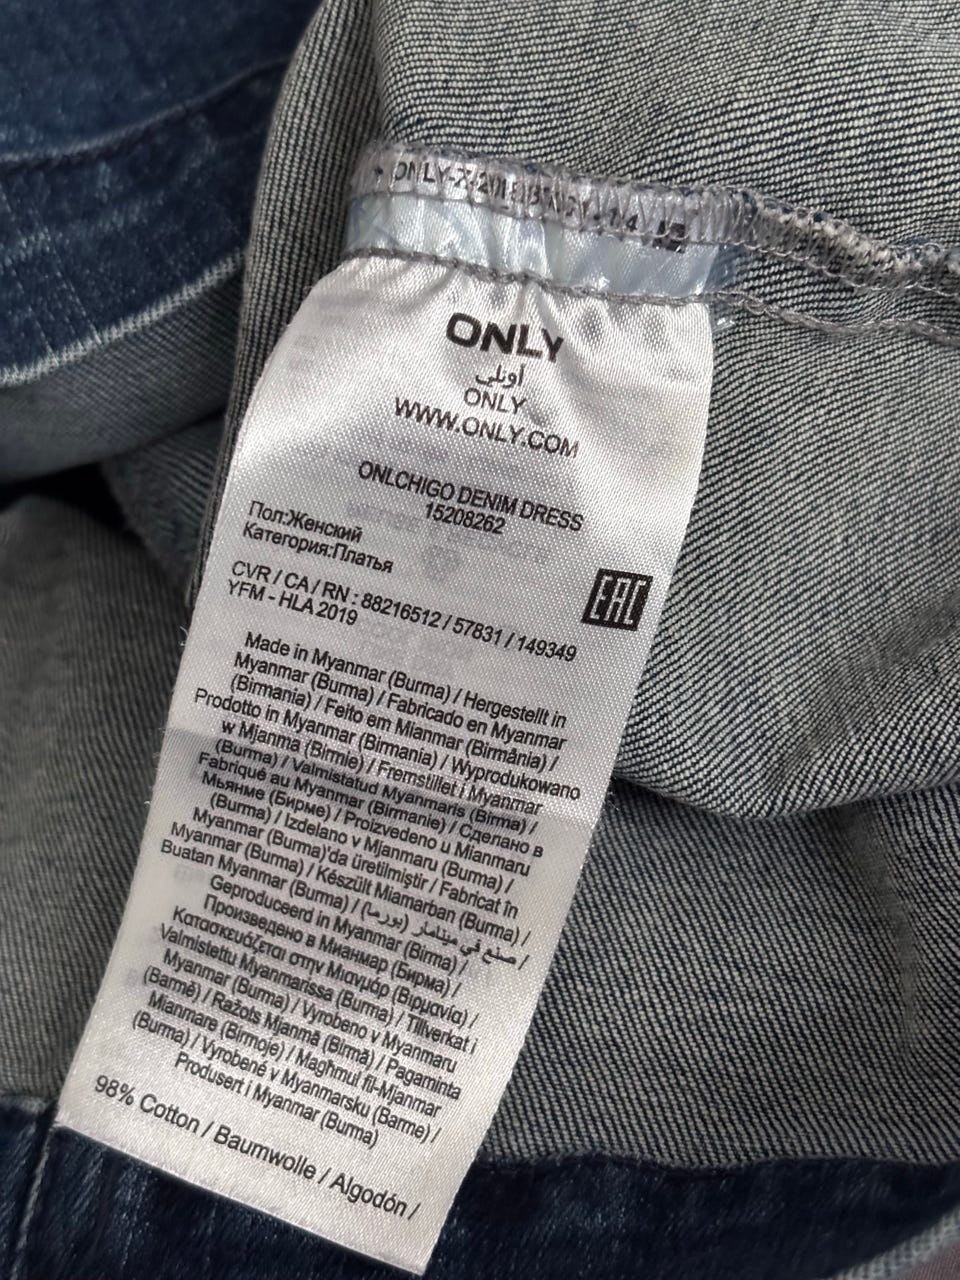 ONLY
اونلي
ONLY
WWW.ONLY.COM
ONLCHIGO DENIM DRESS
15208262
Пол:Женский
Категория:Платья
EAC
CVR / CA / RN : 88216512 / 57831 / 149349
YFM - HLA 2019
Made in Myanmar (Burma) / Hergestellt in
Myanmar (Burma) / Fabricado en Myanmar
(Birmania) / Feito em Mianmar (Birmânia) /
Prodotto in Myanmar (Birmania) / Wyprodukowano
w Mjanma (Birmie) / Fremstillet i Myanmar
(Burma) / Valmistatud Myanmaris (Birma) /
Fabriqué au Myanmar (Birmanie) / Сделано в
Мьянме (Бирме) / Proizvedeno u Mianmaru
(Burma) / Izdelano v Mjanmaru (Burma) /
Myanmar (Burma)'da üretilmiştir / Fabricat în
Myanmar (Burma) / Készült Miamarban (Burma) /
Buatan Myanmar (Burma) / صنع في مينامار (بورما) /
Geproduceerd in Myanmar (Birma) /
Произведено в Мианмар (Бирма) /
Κατασκευάζεται στην Μιανμάρ (Βιρμανία) /
Valmistettu Myanmarissa (Burma) / Tillverkat i
Myanmar (Burma) / Vyrobeno v Myanmaru
(Barmě) / Ražots Mjanmā (Birmā) / Pagaminta
Mianmare (Birmoje) / Magħmul fil-Mjanmar
(Burma) / Vyrobené v Myanmarsku (Barme) /
Produsert i Myanmar (Burma)
98% Cotton / Baumwolle / Algodón /